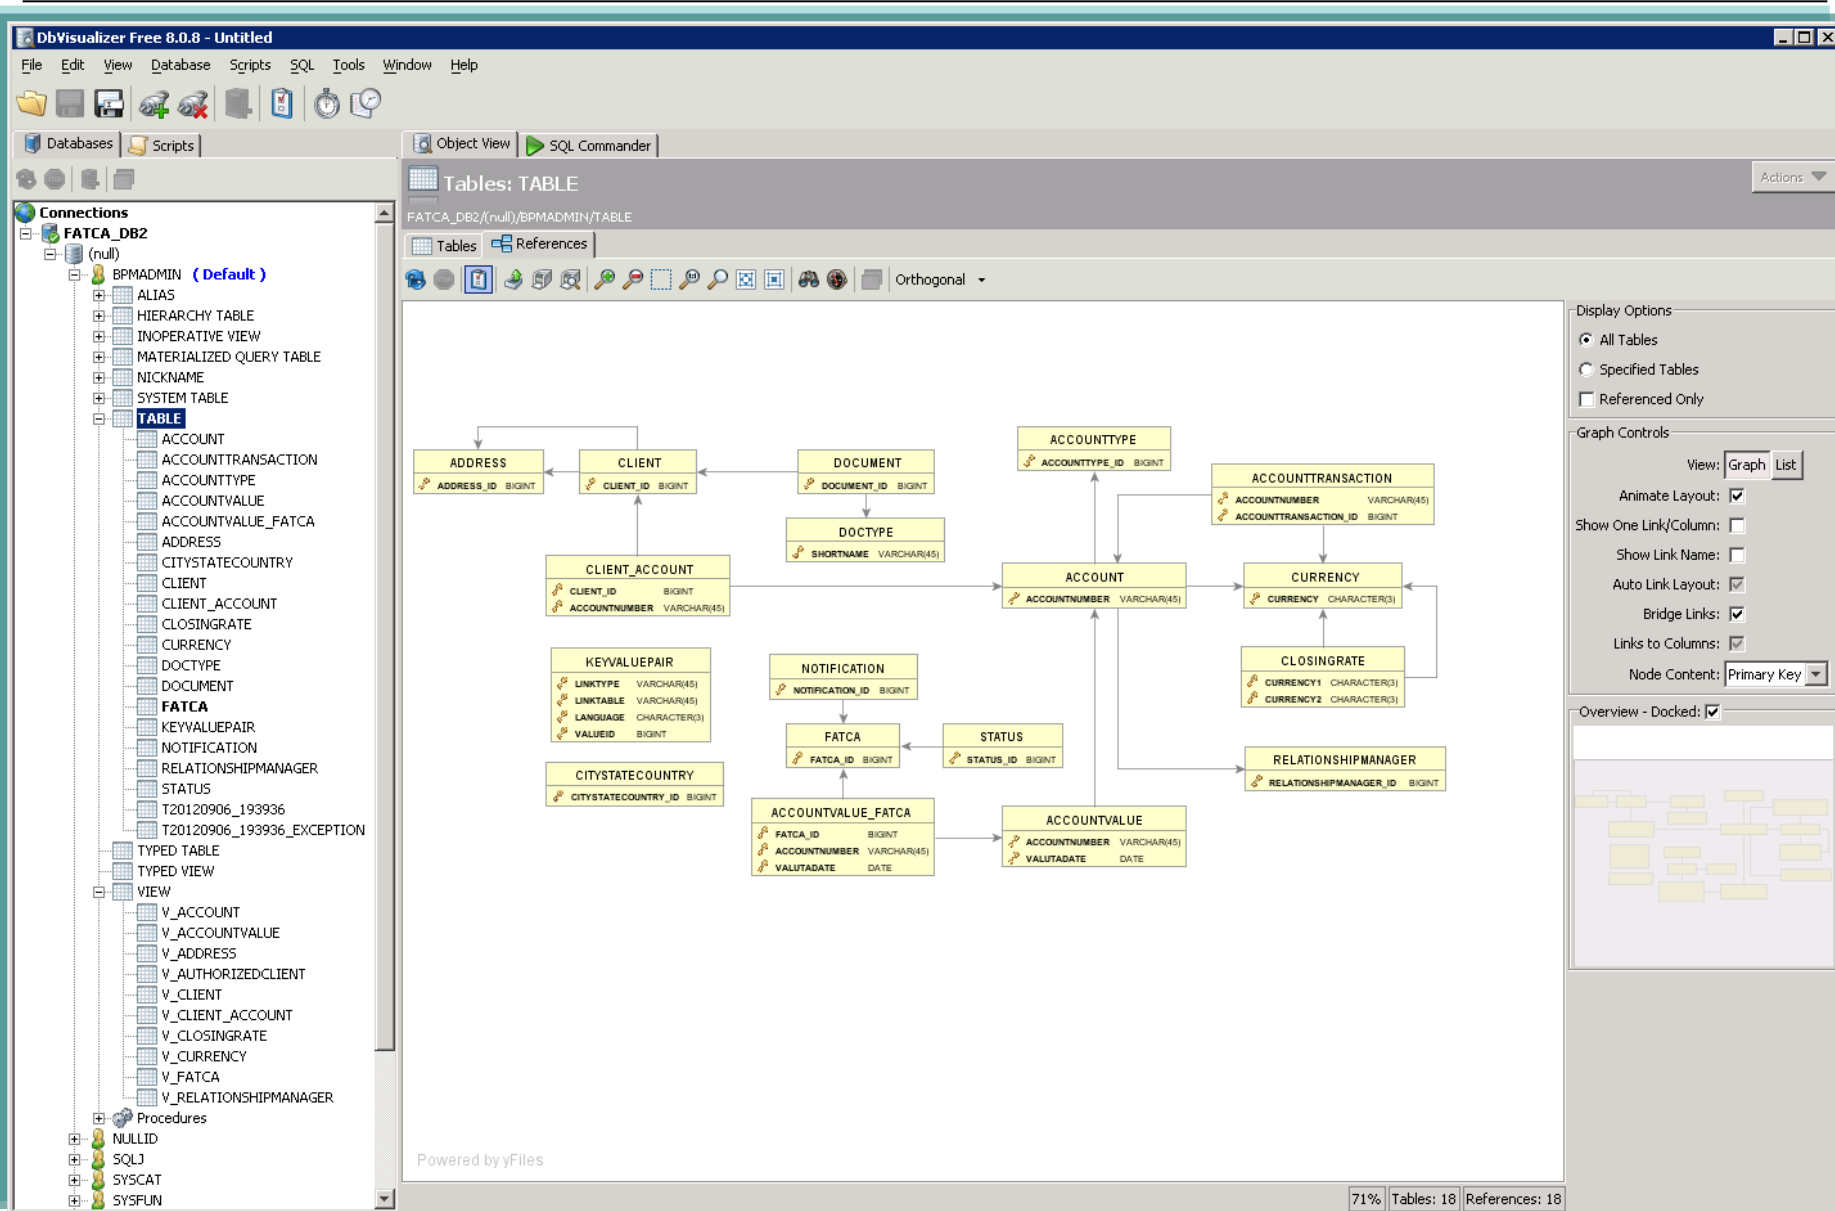 DbVisualizer Free 8.0.8 - Untitled
File Edit View Database Scripts SQL Tools Window Help
Databases Scripts
Object View SQL Commander
Tables: TABLE
Actions
FATCA_DB2/(null)/BPMADMIN/TABLE
Tables References
Orthogonal
Connections
FATCA_DB2
(null)
BPMADMIN (Default)
ALIAS
HIERARCHY TABLE
INOPERATIVE VIEW
MATERIALIZED QUERY TABLE
NICKNAME
SYSTEM TABLE
TABLE
ACCOUNT
ACCOUNTTRANSACTION
ACCOUNTTYPE
ACCOUNTVALUE
ACCOUNTVALUE_FATCA
ADDRESS
CITYSTATECOUNTRY
CLIENT
CLIENT_ACCOUNT
CLOSINGRATE
CURRENCY
DOCTYPE
DOCUMENT
FATCA
KEYVALUEPAIR
NOTIFICATION
RELATIONSHIPMANAGER
STATUS
T20120906_193936
T20120906_193936_EXCEPTION
TYPED TABLE
TYPED VIEW
VIEW
V_ACCOUNT
V_ACCOUNTVALUE
V_ADDRESS
V_AUTHORIZEDCLIENT
V_CLIENT
V_CLIENT_ACCOUNT
V_CLOSINGRATE
V_CURRENCY
V_FATCA
V_RELATIONSHIPMANAGER
Procedures
NULLID
SQLJ
SYSCAT
SYSFUN
ADDRESS
ADDRESS_ID BIGINT
CLIENT
CLIENT_ID BIGINT
DOCUMENT
DOCUMENT_ID BIGINT
DOCTYPE
SHORTNAME VARCHAR(45)
ACCOUNTTYPE
ACCOUNTTYPE_ID BIGINT
ACCOUNTTRANSACTION
ACCOUNTNUMBER VARCHAR(45)
ACCOUNTTRANSACTION_ID BIGINT
CLIENT_ACCOUNT
CLIENT_ID BIGINT
ACCOUNTNUMBER VARCHAR(45)
ACCOUNT
ACCOUNTNUMBER VARCHAR(45)
CURRENCY
CURRENCY CHARACTER(3)
KEYVALUEPAIR
LINKTYPE VARCHAR(45)
LINKTABLE VARCHAR(45)
LANGUAGE CHARACTER(3)
VALUEID BIGINT
NOTIFICATION
NOTIFICATION_ID BIGINT
CLOSINGRATE
CURRENCY1 CHARACTER(3)
CURRENCY2 CHARACTER(3)
FATCA
FATCA_ID BIGINT
STATUS
STATUS_ID BIGINT
RELATIONSHIPMANAGER
RELATIONSHIPMANAGER_ID BIGINT
CITYSTATECOUNTRY
CITYSTATECOUNTRY_ID BIGINT
ACCOUNTVALUE_FATCA
FATCA_ID BIGINT
ACCOUNTNUMBER VARCHAR(45)
VALUTADATE DATE
ACCOUNTVALUE
ACCOUNTNUMBER VARCHAR(45)
VALUTADATE DATE
Powered by yFiles
Display Options
All Tables
Specified Tables
Referenced Only
Graph Controls
View: Graph List
Animate Layout:
Show One Link/Column:
Show Link Name:
Auto Link Layout:
Bridge Links:
Links to Columns:
Node Content: Primary Key
Overview - Docked:
71% Tables: 18 References: 18